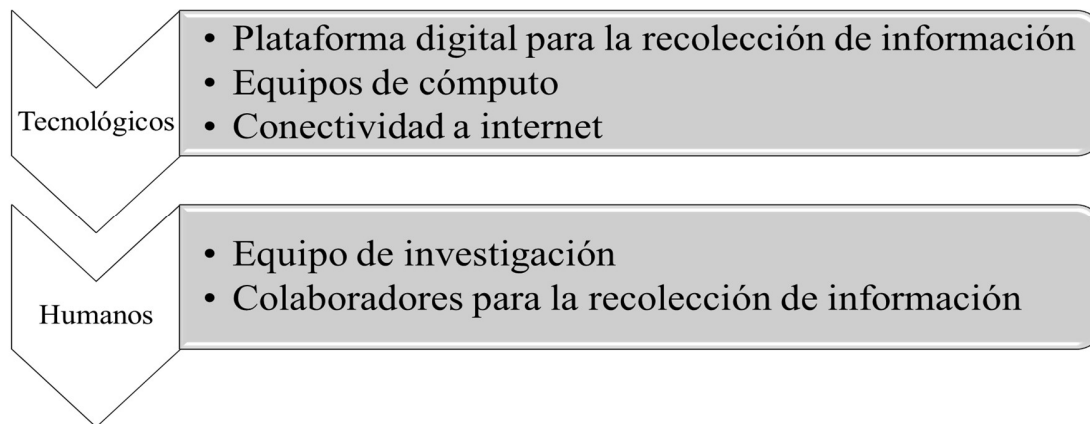 Tecnológicos
• Plataforma digital para la recolección de información
• Equipos de cómputo
• Conectividad a internet
Humanos
• Equipo de investigación
• Colaboradores para la recolección de información